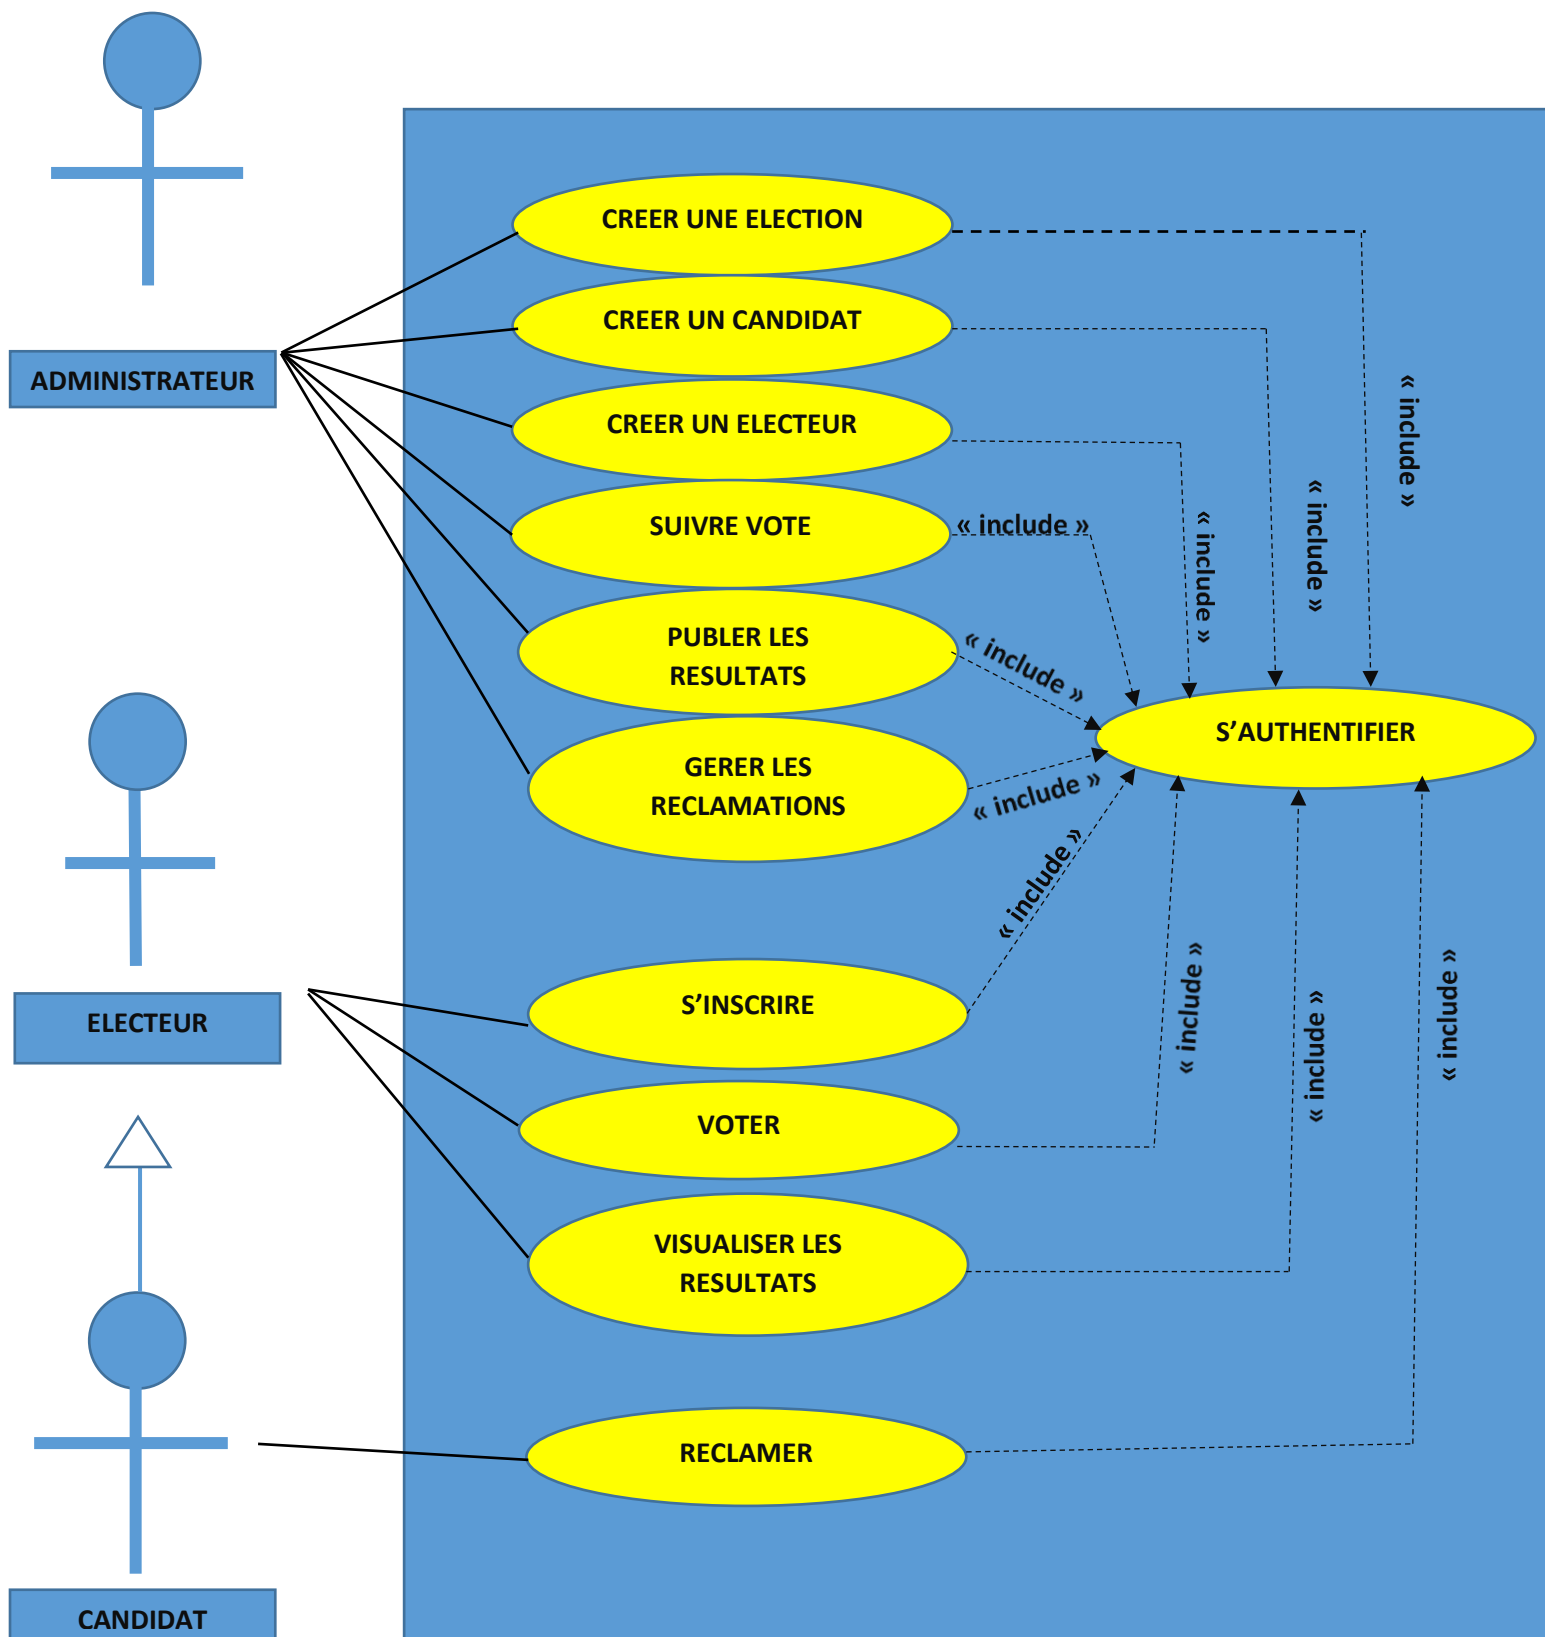 CREER UNE ELECTION
CREER UN CANDIDAT
ADMINISTRATEUR
« include »
CREER UN ELECTEUR
« include »
SUIVRE VOTE
« include »
« include »
PUBLER LES
RESULTATS
« include »
S’AUTHENTIFIER
GERER LES
RECLAMATIONS
« include »
« include »
ELECTEUR
S’INSCRIRE
« include »
« include »
« include »
VOTER
VISUALISER LES
RESULTATS
RECLAMER
CANDIDAT